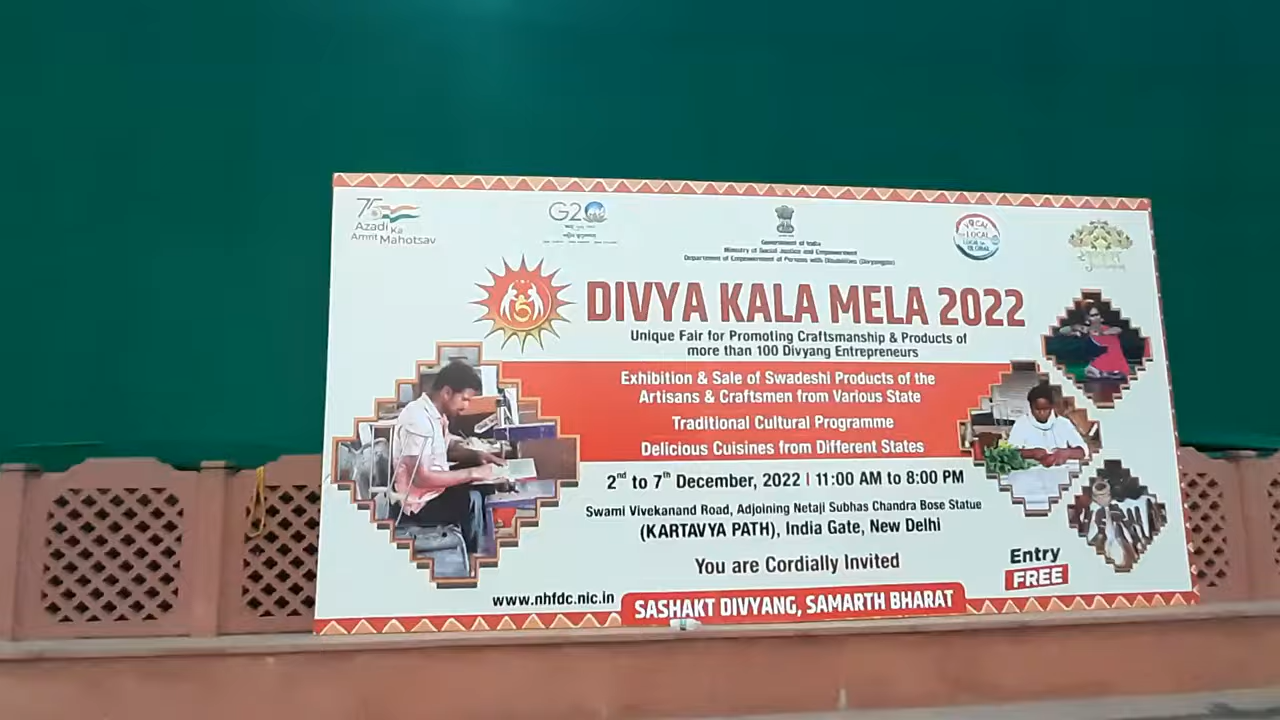 75
Azadi Ka
Amrit Mahotsav
G20
Government of India
Ministry of Social Justice and Empowerment
Department of Empowerment of Persons with Disabilities (Divyangjan)
VOCAL
for LOCAL
LOCAL to
GLOBAL
DIVYA KALA MELA 2022
Unique Fair for Promoting Craftsmanship & Products of
more than 100 Divyang Entrepreneurs
Exhibition & Sale of Swadeshi Products of the
Artisans & Craftsmen from Various State
Traditional Cultural Programme
Delicious Cuisines from Different States
2nd to 7th December, 2022 | 11:00 AM to 8:00 PM
Swami Vivekanand Road, Adjoining Netaji Subhas Chandra Bose Statue
(KARTAVYA PATH), India Gate, New Delhi
You are Cordially Invited
Entry
FREE
www.nhfdc.nic.in
SASHAKT DIVYANG, SAMARTH BHARAT